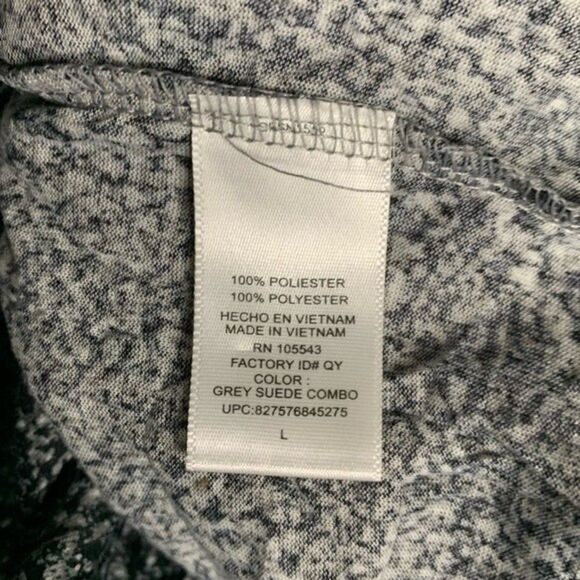 100% POLIESTER
100% POLYESTER
HECHO EN VIETNAM
MADE IN VIETNAM
RN 105543
FACTORY ID# QY
COLOR :
GREY SUEDE COMBO
UPC:827576845275
L